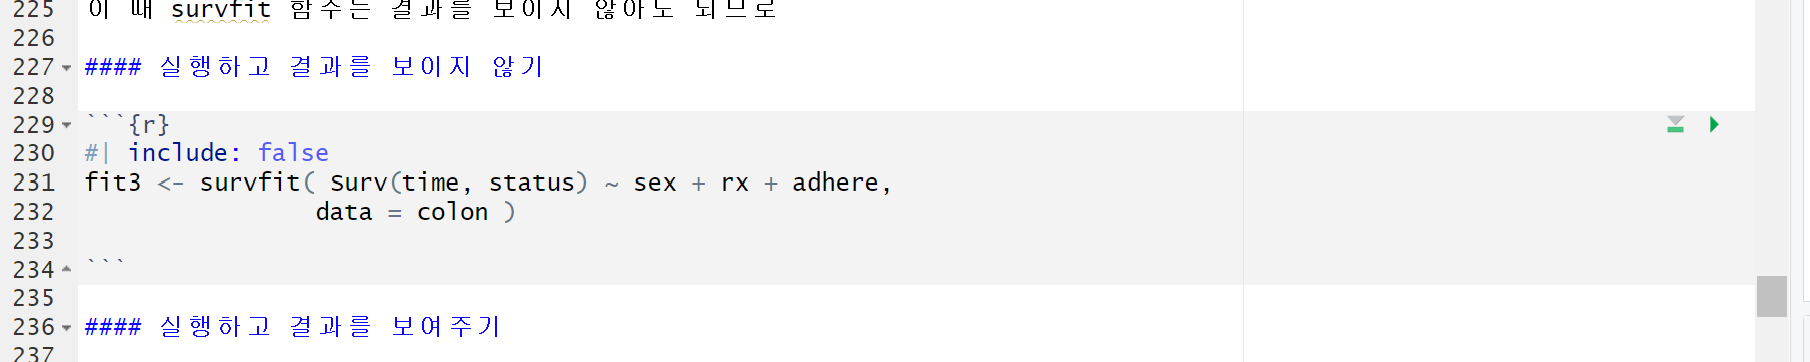 225 이 때 survfit 함수는 결과를 보이지 않아도 되므로
226
227 #### 실행하고 결과를 보이지 않기
228
229 ```{r}
230 #| include: false
231 fit3 <- survfit( Surv(time, status) ~ sex + rx + adhere,
232                 data = colon )
233
234 ```
235
236 #### 실행하고 결과를 보여주기
237